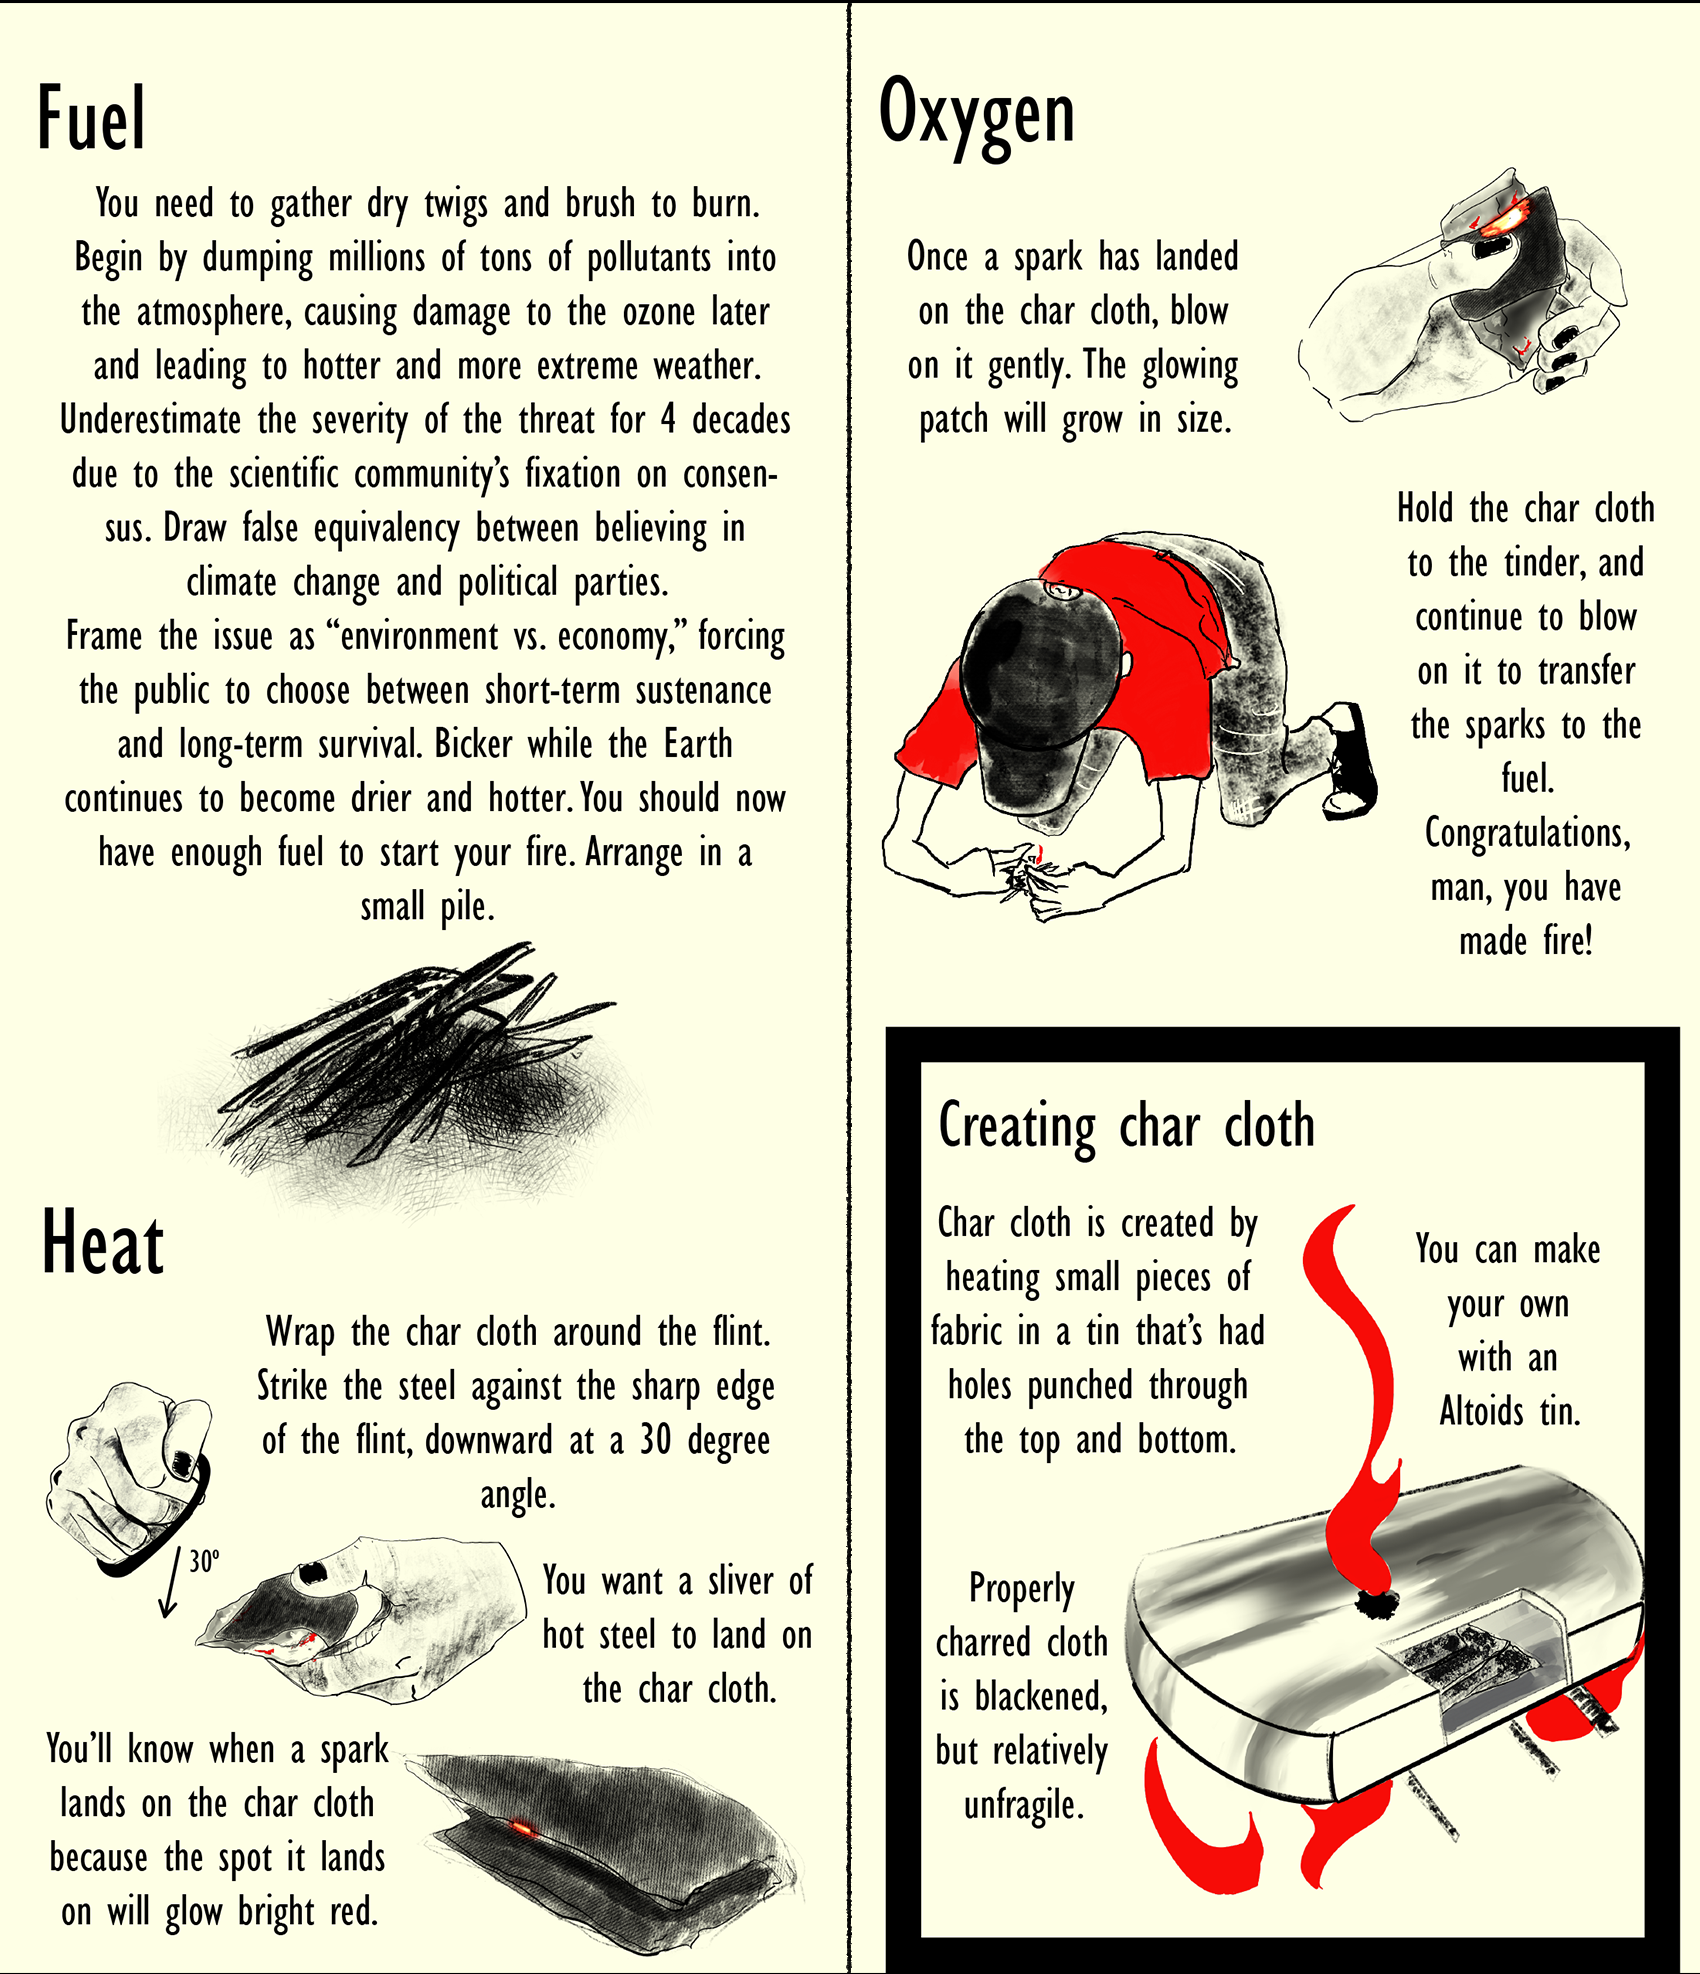 Fuel
You need to gather dry twigs and brush to burn.
Begin by dumping millions of tons of pollutants into
the atmosphere, causing damage to the ozone later
and leading to hotter and more extreme weather.
Underestimate the severity of the threat for 4 decades
due to the scientific community's fixation on consen-
sus. Draw false equivalency between believing in
climate change and political parties.
Frame the issue as “environment vs. economy,” forcing
the public to choose between short-term sustenance
and long-term survival. Bicker while the Earth
continues to become drier and hotter. You should now
have enough fuel to start your fire. Arrange in a
small pile.
Heat
Wrap the char cloth around the flint.
Strike the steel against the sharp edge
of the flint, downward at a 30 degree
angle.
30º
You want a sliver of
hot steel to land on
the char cloth.
You'll know when a spark
lands on the char cloth
because the spot it lands
on will glow bright red.
Oxygen
Once a spark has landed
on the char cloth, blow
on it gently. The glowing
patch will grow in size.
Hold the char cloth
to the tinder, and
continue to blow
on it to transfer
the sparks to the
fuel.
Congratulations,
man, you have
made fire!
Creating char cloth
Char cloth is created by
heating small pieces of
fabric in a tin that's had
holes punched through
the top and bottom.
You can make
your own
with an
Altoids tin.
Properly
charred cloth
is blackened,
but relatively
unfragile.